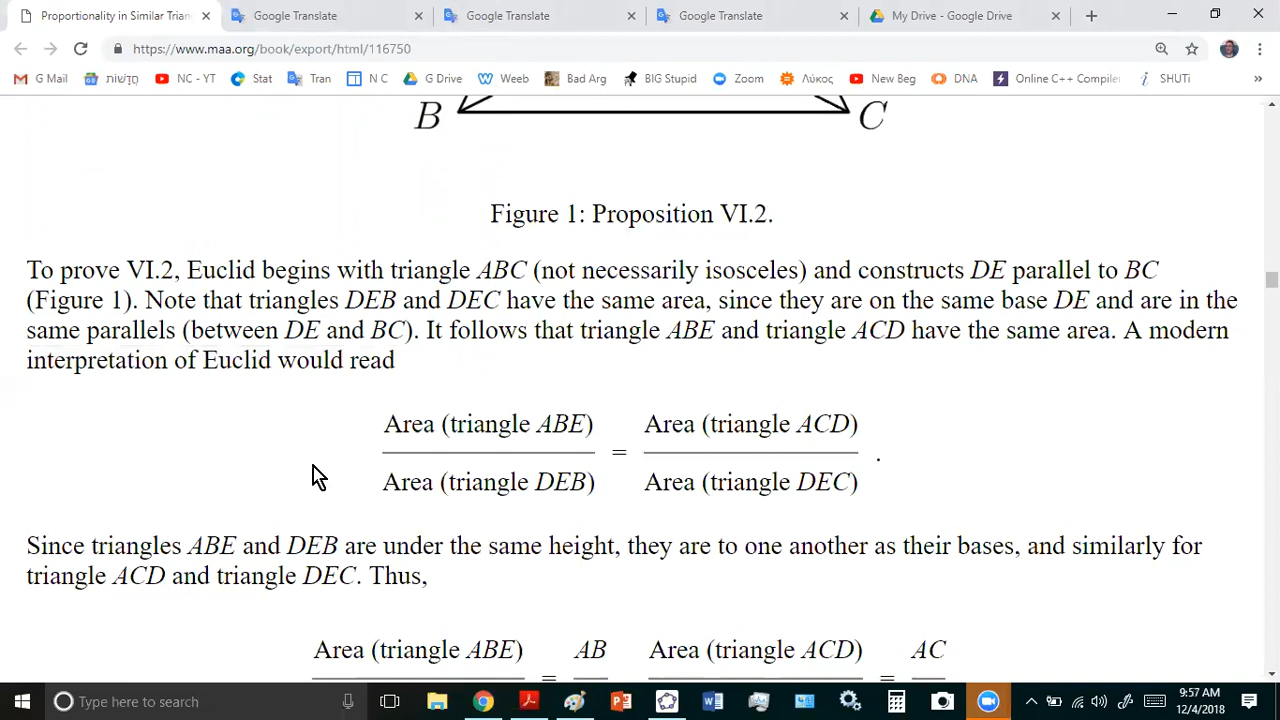 Proportionality in Similar Trian
Google Translate
Google Translate
Google Translate
My Drive - Google Drive
https://www.maa.org/book/export/html/116750
G Mail
חֲדָשׁוֹת
NC - YT
Stat
Tran
N C
G Drive
Weeb
Bad Arg
BIG Stupid
Zoom
Λύκος
New Beg
DNA
Online C++ Compiler
SHUTi
»
B
C
Figure 1: Proposition VI.2.
To prove VI.2, Euclid begins with triangle ABC (not necessarily isosceles) and constructs DE parallel to BC
(Figure 1). Note that triangles DEB and DEC have the same area, since they are on the same base DE and are in the
same parallels (between DE and BC). It follows that triangle ABE and triangle ACD have the same area. A modern
interpretation of Euclid would read
Area (triangle ABE)
Area (triangle ACD)
= .
Area (triangle DEB)
Area (triangle DEC)
Since triangles ABE and DEB are under the same height, they are to one another as their bases, and similarly for
triangle ACD and triangle DEC. Thus,
Area (triangle ABE) = AB
Area (triangle ACD) = AC
Type here to search
9:57 AM
12/4/2018